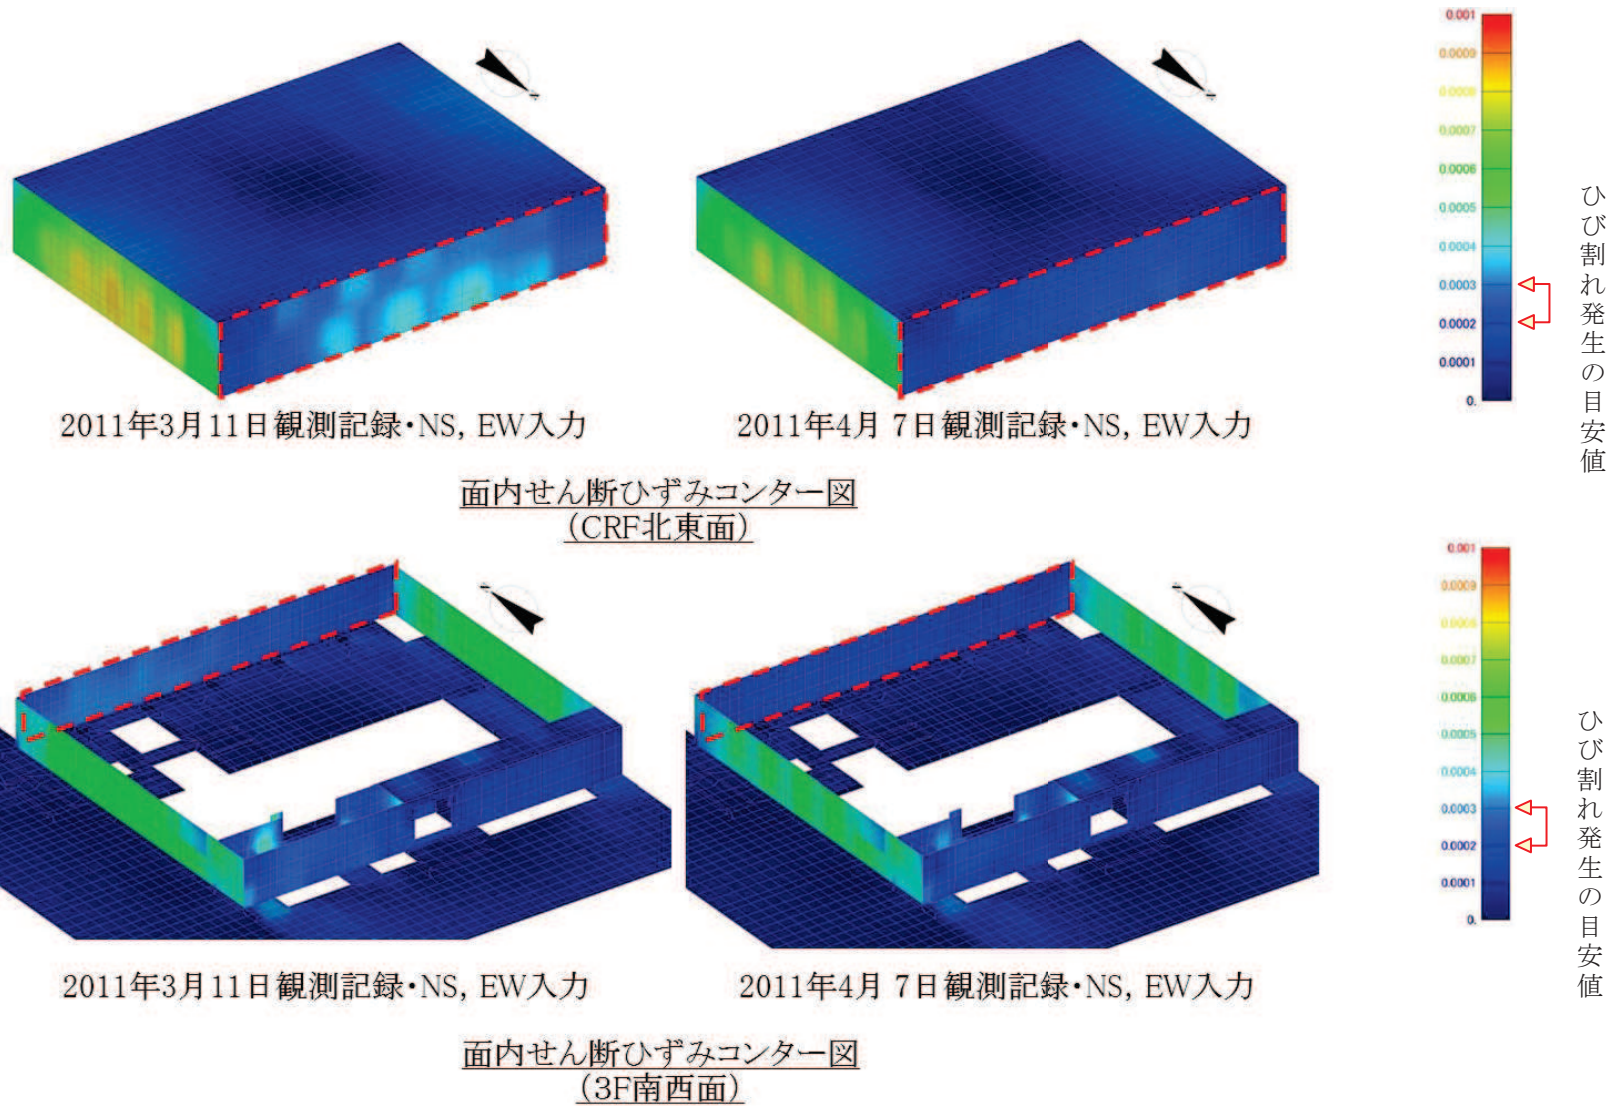 0.001
0.0009
0.0008
0.0007
0.0006
0.0005
0.0004
0.0003
0.0002
0.0001
0.
ひび割れ発生の目安値
2011年3月11日観測記録・NS, EW入力
2011年4月 7日観測記録・NS, EW入力
面内せん断ひずみコンター図
(CRF北東面)
0.001
0.0009
0.0008
0.0007
0.0006
0.0005
0.0004
0.0003
0.0002
0.0001
0.
ひび割れ発生の目安値
2011年3月11日観測記録・NS, EW入力
2011年4月 7日観測記録・NS, EW入力
面内せん断ひずみコンター図
(3F南西面)